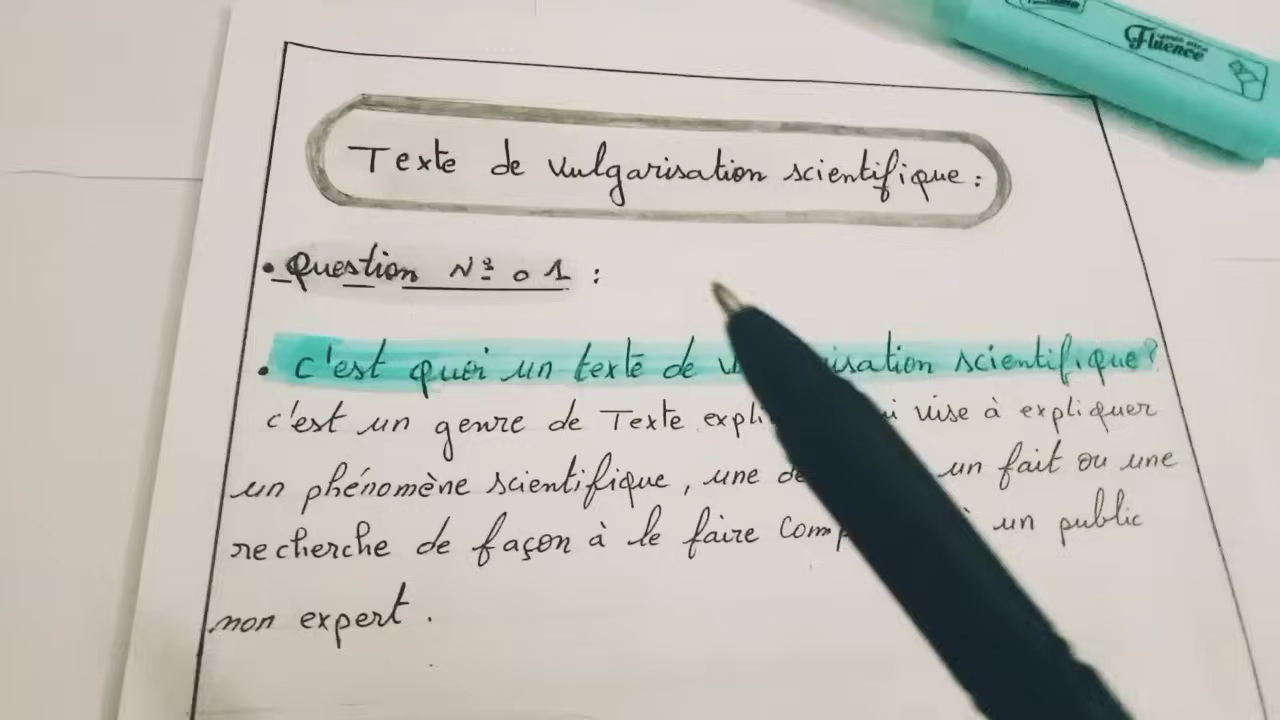 Fluence
Texte de vulgarisation scientifique :
• Question N° 01 :
• c'est quoi un texte de vulgarisation scientifique ?
c'est un genre de Texte vise à expliquer
un phénomène scientifique, une un fait ou une
recherche de façon à le faire un public
non expert.